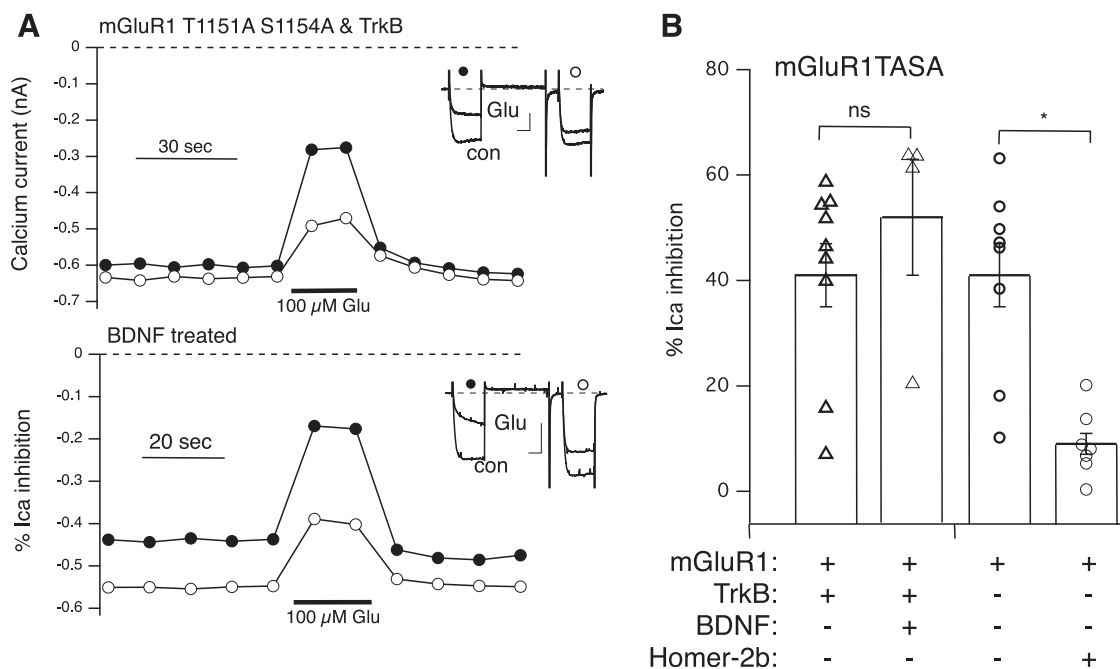 A
mGluR1 T1151A S1154A & TrkB
0
-0.1
-0.2
-0.3
-0.4
-0.5
-0.6
-0.7
Calcium current (nA)
30 sec
100 µM Glu
Glu
con
BDNF treated
0
-0.1
-0.2
-0.3
-0.4
-0.5
-0.6
% Ica inhibition
20 sec
100 µM Glu
Glu
con
B
mGluR1TASA
80
60
40
20
0
% Ica inhibition
ns
*
mGluR1: + + + +
TrkB: + + - -
BDNF: - + - -
Homer-2b: - - - +